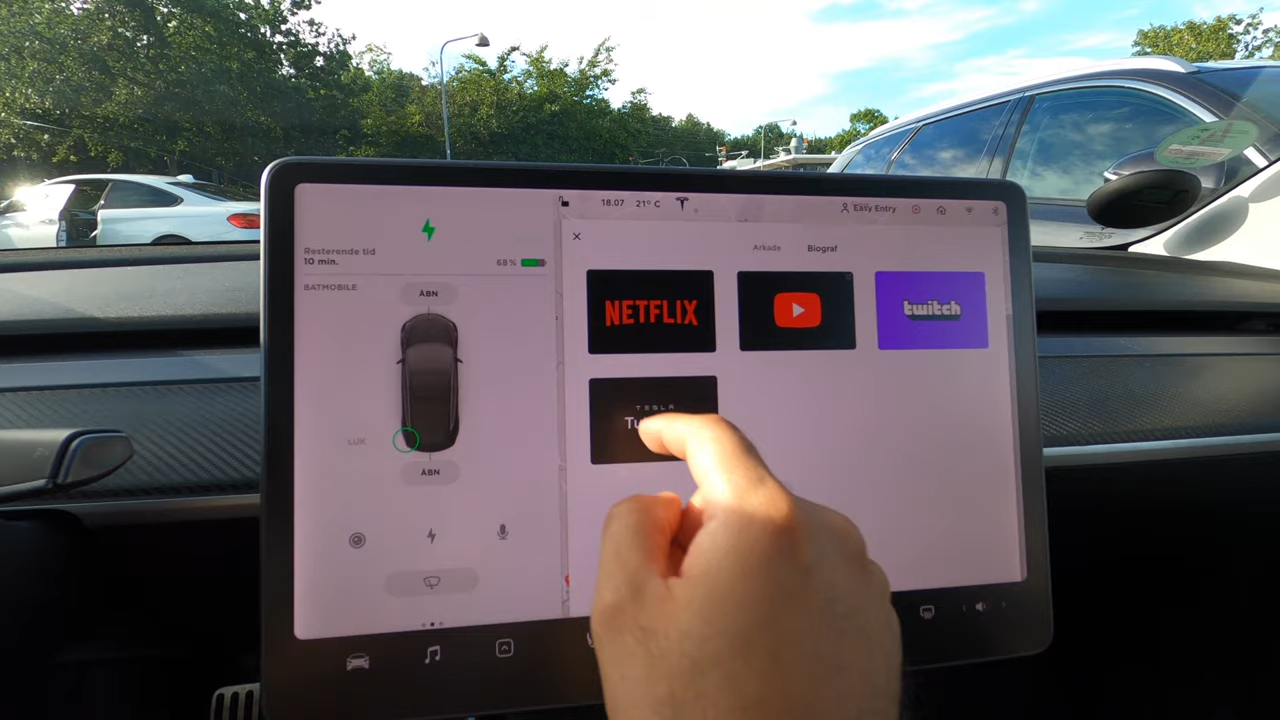 18.07 21° C
Easy Entry
Resterende tid
10 min.
68 %
BATMOBILE
ÅBN
LUK
ÅBN
Arkade Biograf
NETFLIX
twitch
TESLA